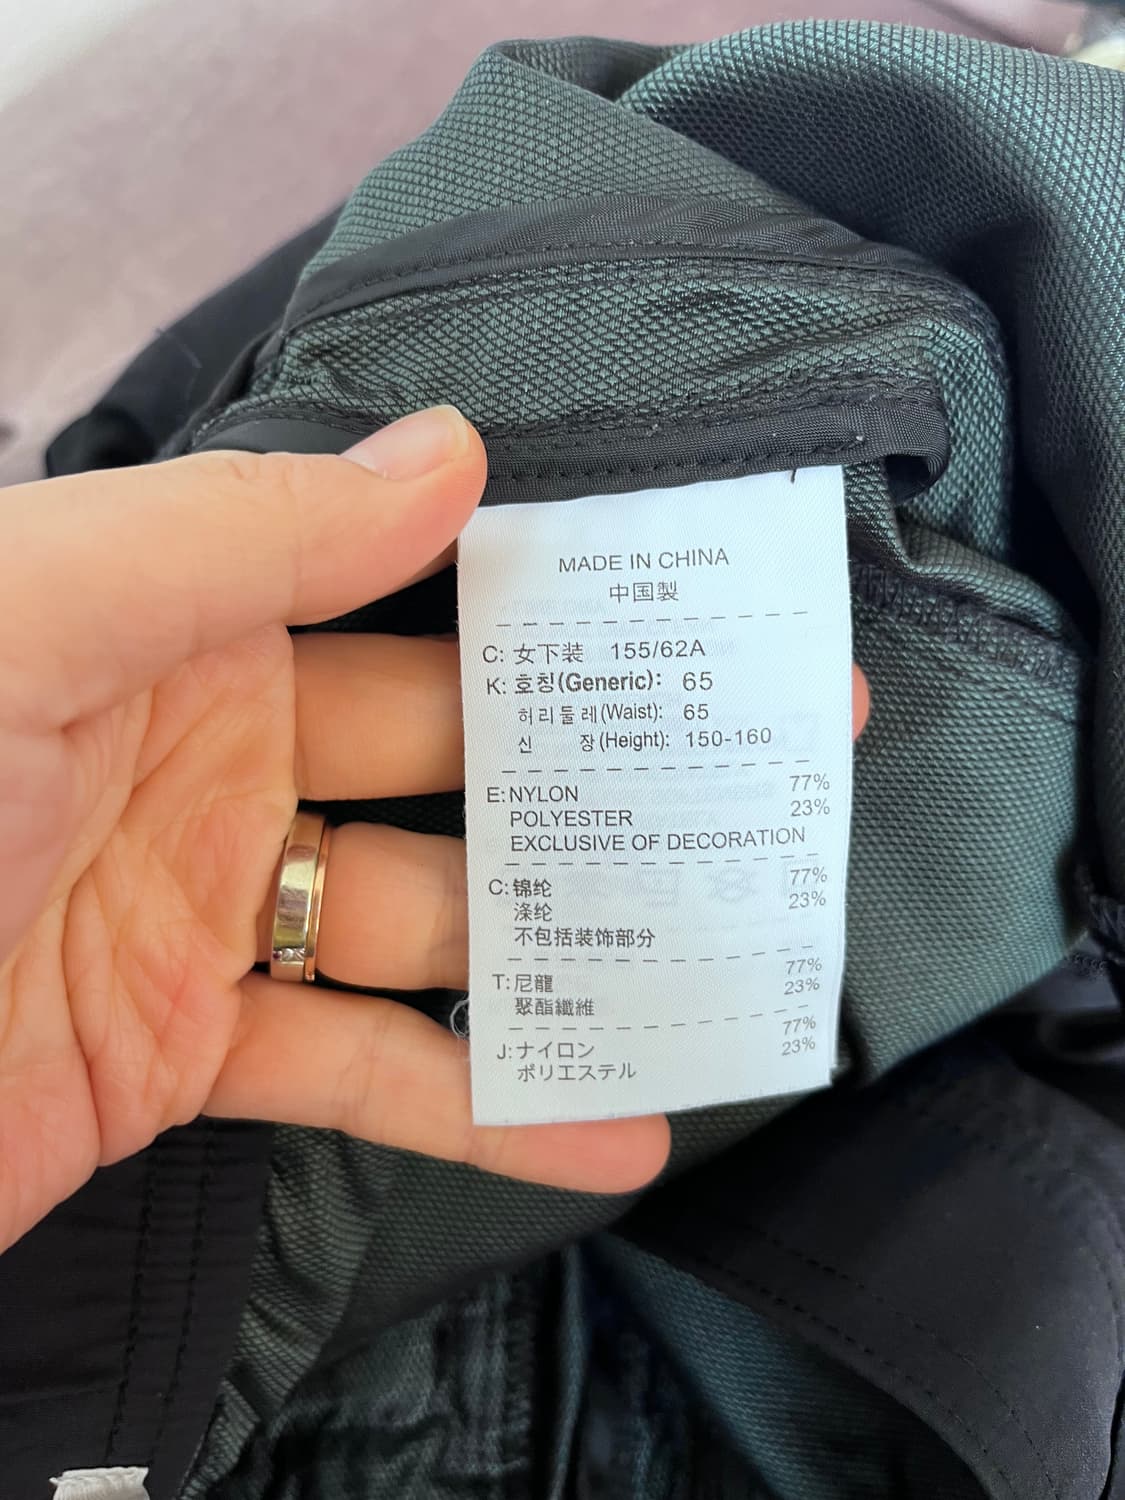 MADE IN CHINA
中国製
C: 女下装 155/62A
K: 호칭(Generic): 65
허리둘레(Waist): 65
신 장(Height): 150-160
E: NYLON 77%
POLYESTER 23%
EXCLUSIVE OF DECORATION
C: 锦纶 77%
涤纶 23%
不包括装饰部分
T: 尼龍 77%
聚酯纖維 23%
J: ナイロン 77%
ポリエステル 23%